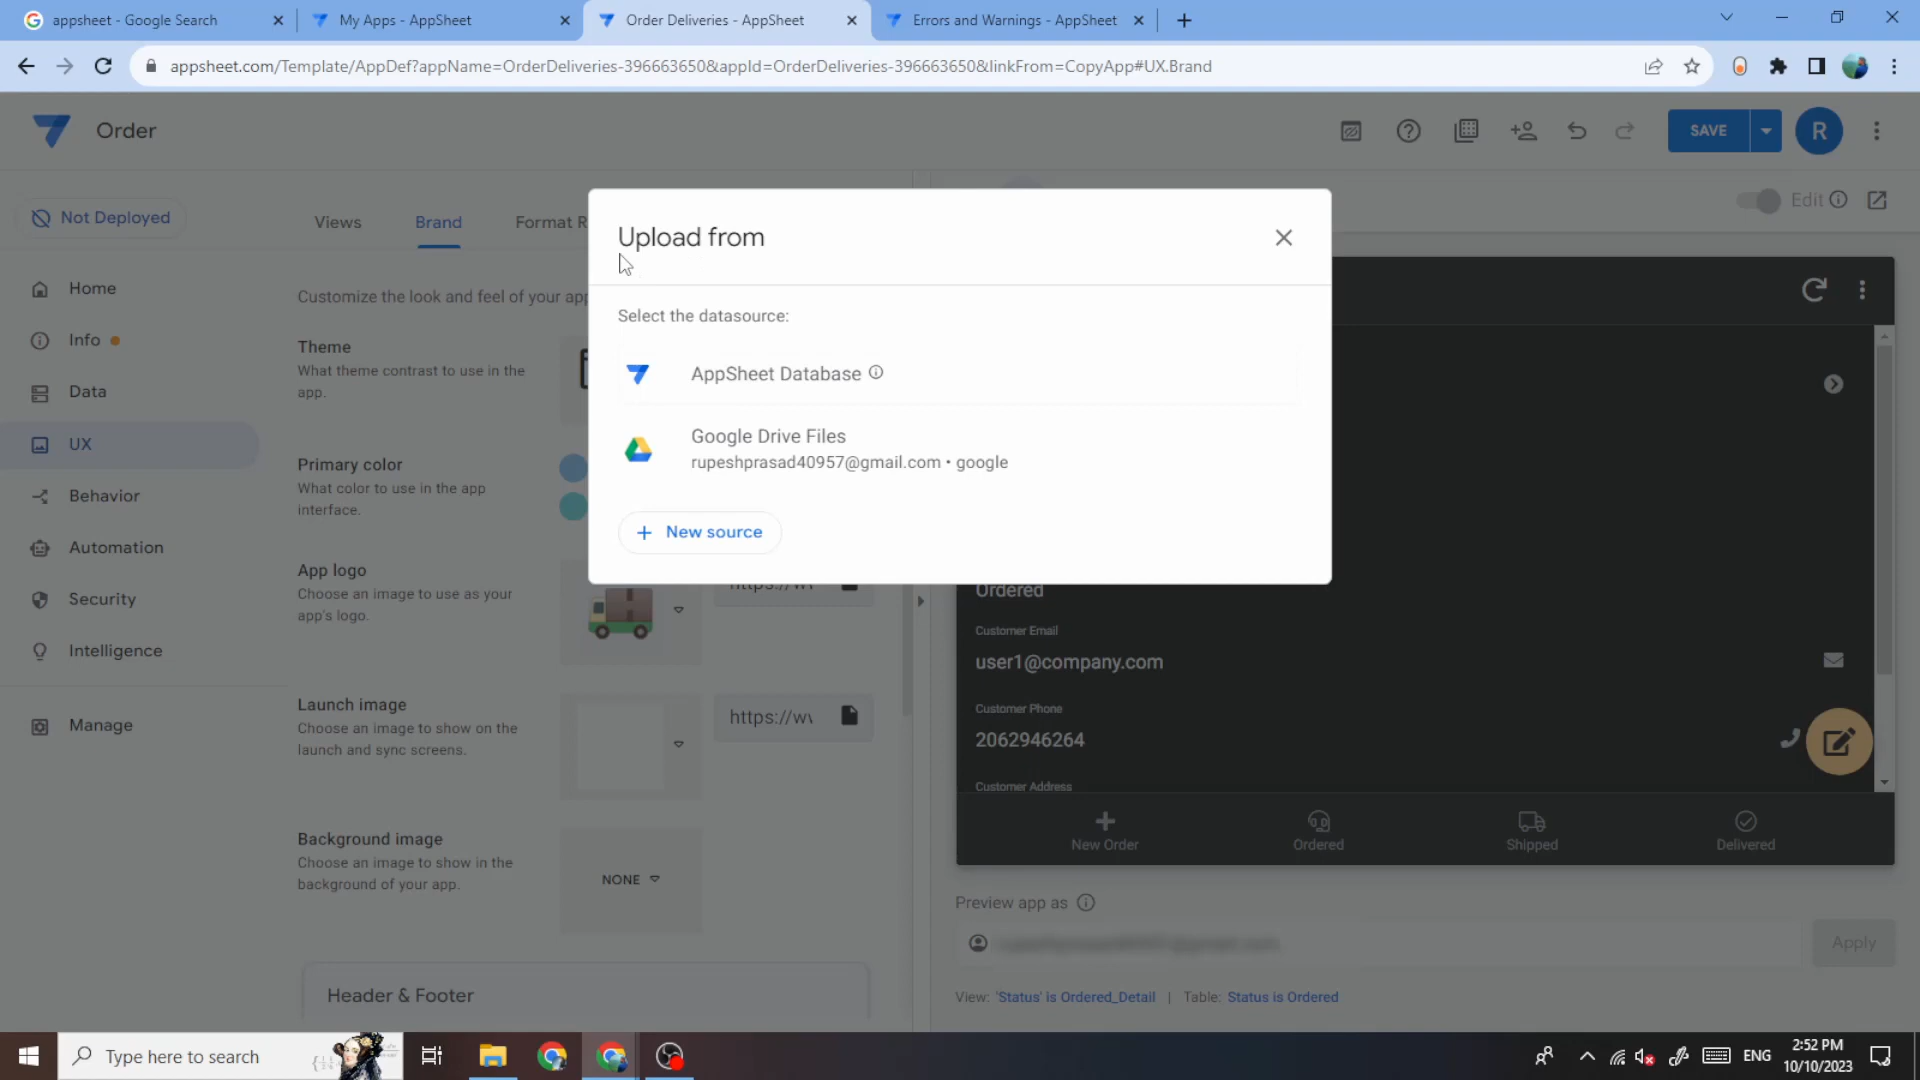 appsheet - Google Search
My Apps - AppSheet
Order Deliveries - AppSheet
Errors and Warnings - AppSheet
appsheet.com/Template/AppDef?appName=OrderDeliveries-396663650&appId=OrderDeliveries-396663650&linkFrom=CopyApp#UX.Brand
Order
SAVE
R
Not Deployed
Views
Brand
Format R
Edit
Upload from
Select the datasource:
AppSheet Database
Google Drive Files
rupeshprasad40957@gmail.com • google
+ New source
Home
Info
Data
UX
Behavior
Automation
Security
Intelligence
Manage
Customize the look and feel of your app
Theme
What theme contrast to use in the
app.
Primary color
What color to use in the app
interface.
App logo
Choose an image to use as your
app's logo.
https://w
Launch image
Choose an image to show on the
launch and sync screens.
https://w
Background image
Choose an image to show in the
background of your app.
NONE
Header & Footer
Ordered
Customer Email
user1@company.com
Customer Phone
2062946264
Customer Address
New Order
Ordered
Shipped
Delivered
Preview app as
Apply
View: 'Status' is Ordered_Detail | Table: Status is Ordered
Type here to search
ENG
2:52 PM
10/10/2023